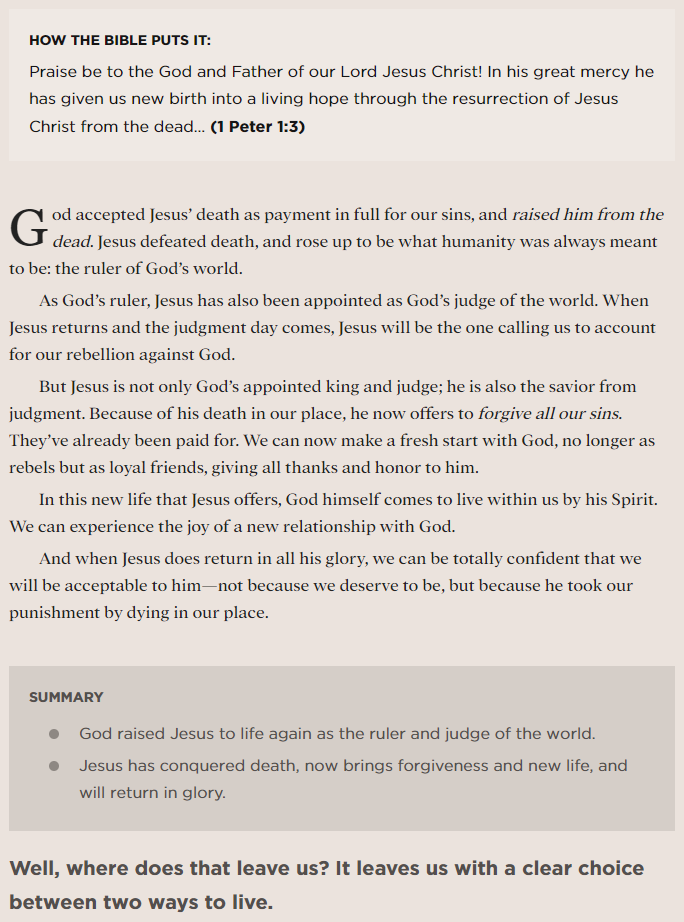 HOW THE BIBLE PUTS IT:
Praise be to the God and Father of our Lord Jesus Christ! In his great mercy he
has given us new birth into a living hope through the resurrection of Jesus
Christ from the dead... (1 Peter 1:3)
God accepted Jesus’ death as payment in full for our sins, and raised him from the
dead. Jesus defeated death, and rose up to be what humanity was always meant
to be: the ruler of God’s world.
As God’s ruler, Jesus has also been appointed as God’s judge of the world. When
Jesus returns and the judgment day comes, Jesus will be the one calling us to account
for our rebellion against God.
But Jesus is not only God’s appointed king and judge; he is also the savior from
judgment. Because of his death in our place, he now offers to forgive all our sins.
They’ve already been paid for. We can now make a fresh start with God, no longer as
rebels but as loyal friends, giving all thanks and honor to him.
In this new life that Jesus offers, God himself comes to live within us by his Spirit.
We can experience the joy of a new relationship with God.
And when Jesus does return in all his glory, we can be totally confident that we
will be acceptable to him—not because we deserve to be, but because he took our
punishment by dying in our place.
SUMMARY
God raised Jesus to life again as the ruler and judge of the world.
Jesus has conquered death, now brings forgiveness and new life, and
will return in glory.
Well, where does that leave us? It leaves us with a clear choice
between two ways to live.